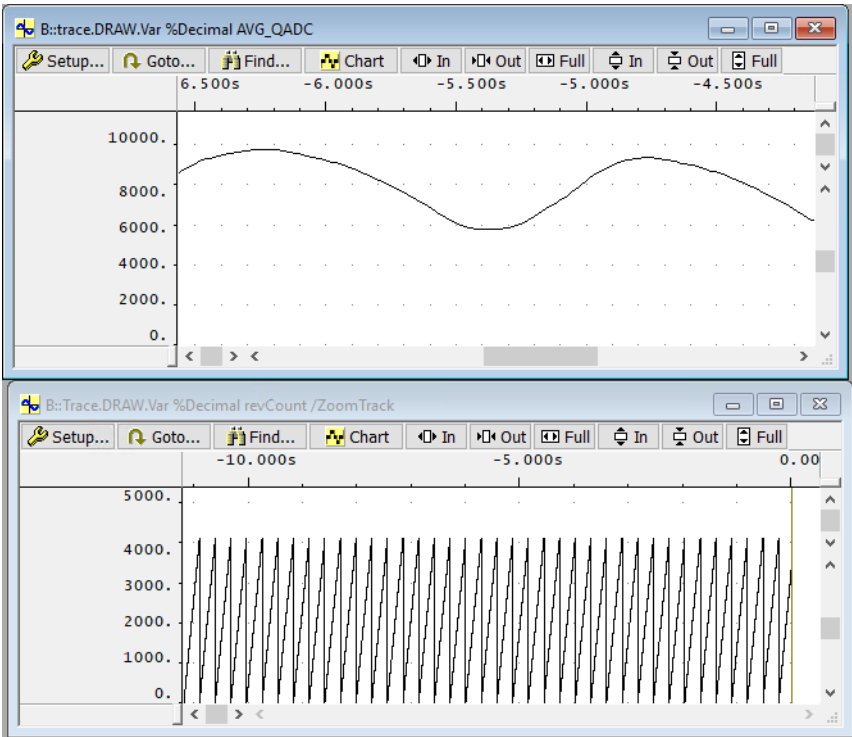 B::trace.DRAW.Var %Decimal AVG_QADC
Setup... Goto... Find... Chart In Out Full In Out Full
6.500s -6.000s -5.500s -5.000s -4.500s
10000.
8000.
6000.
4000.
2000.
0.
B::Trace.DRAW.Var %Decimal revCount /ZoomTrack
Setup... Goto... Find... Chart In Out Full In Out Full
-10.000s -5.000s 0.00
5000.
4000.
3000.
2000.
1000.
0.